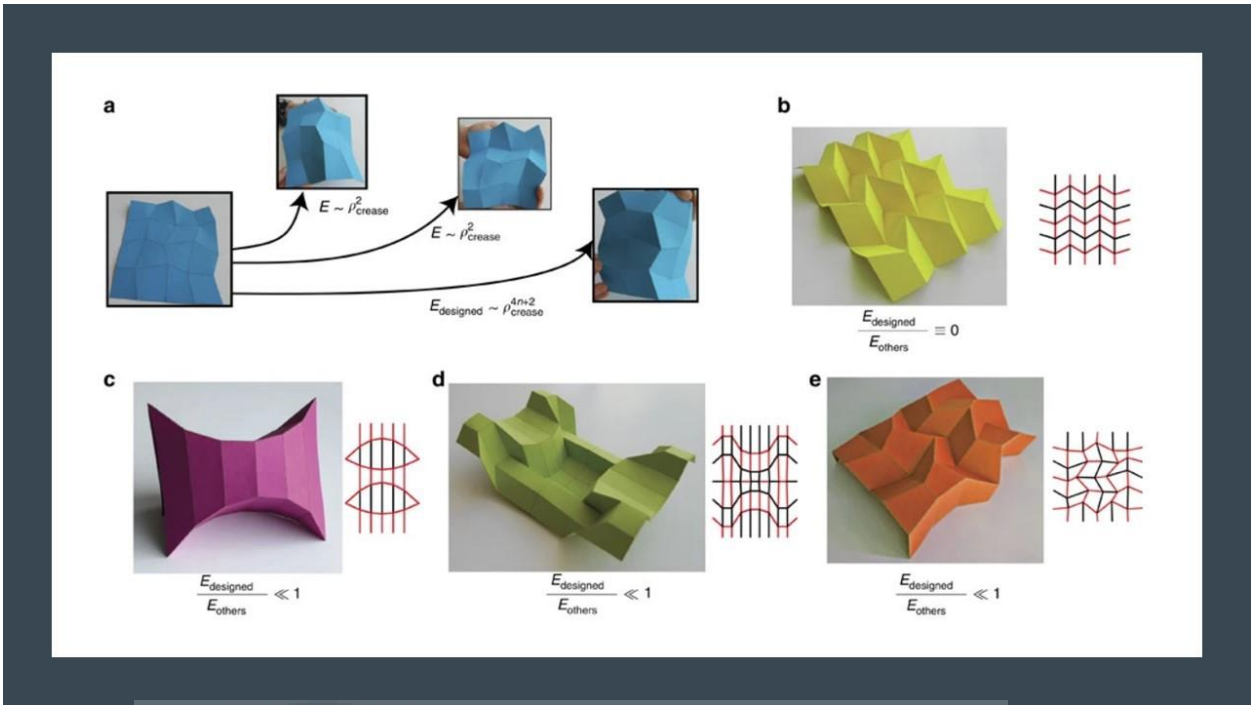 a
E ~ ρ²crease
E ~ ρ²crease
Edesigned ~ ρ⁴ⁿ⁺²crease
b
Edesigned
Eothers
≡ 0
c
Edesigned
Eothers
≪ 1
d
Edesigned
Eothers
≪ 1
e
Edesigned
Eothers
≪ 1